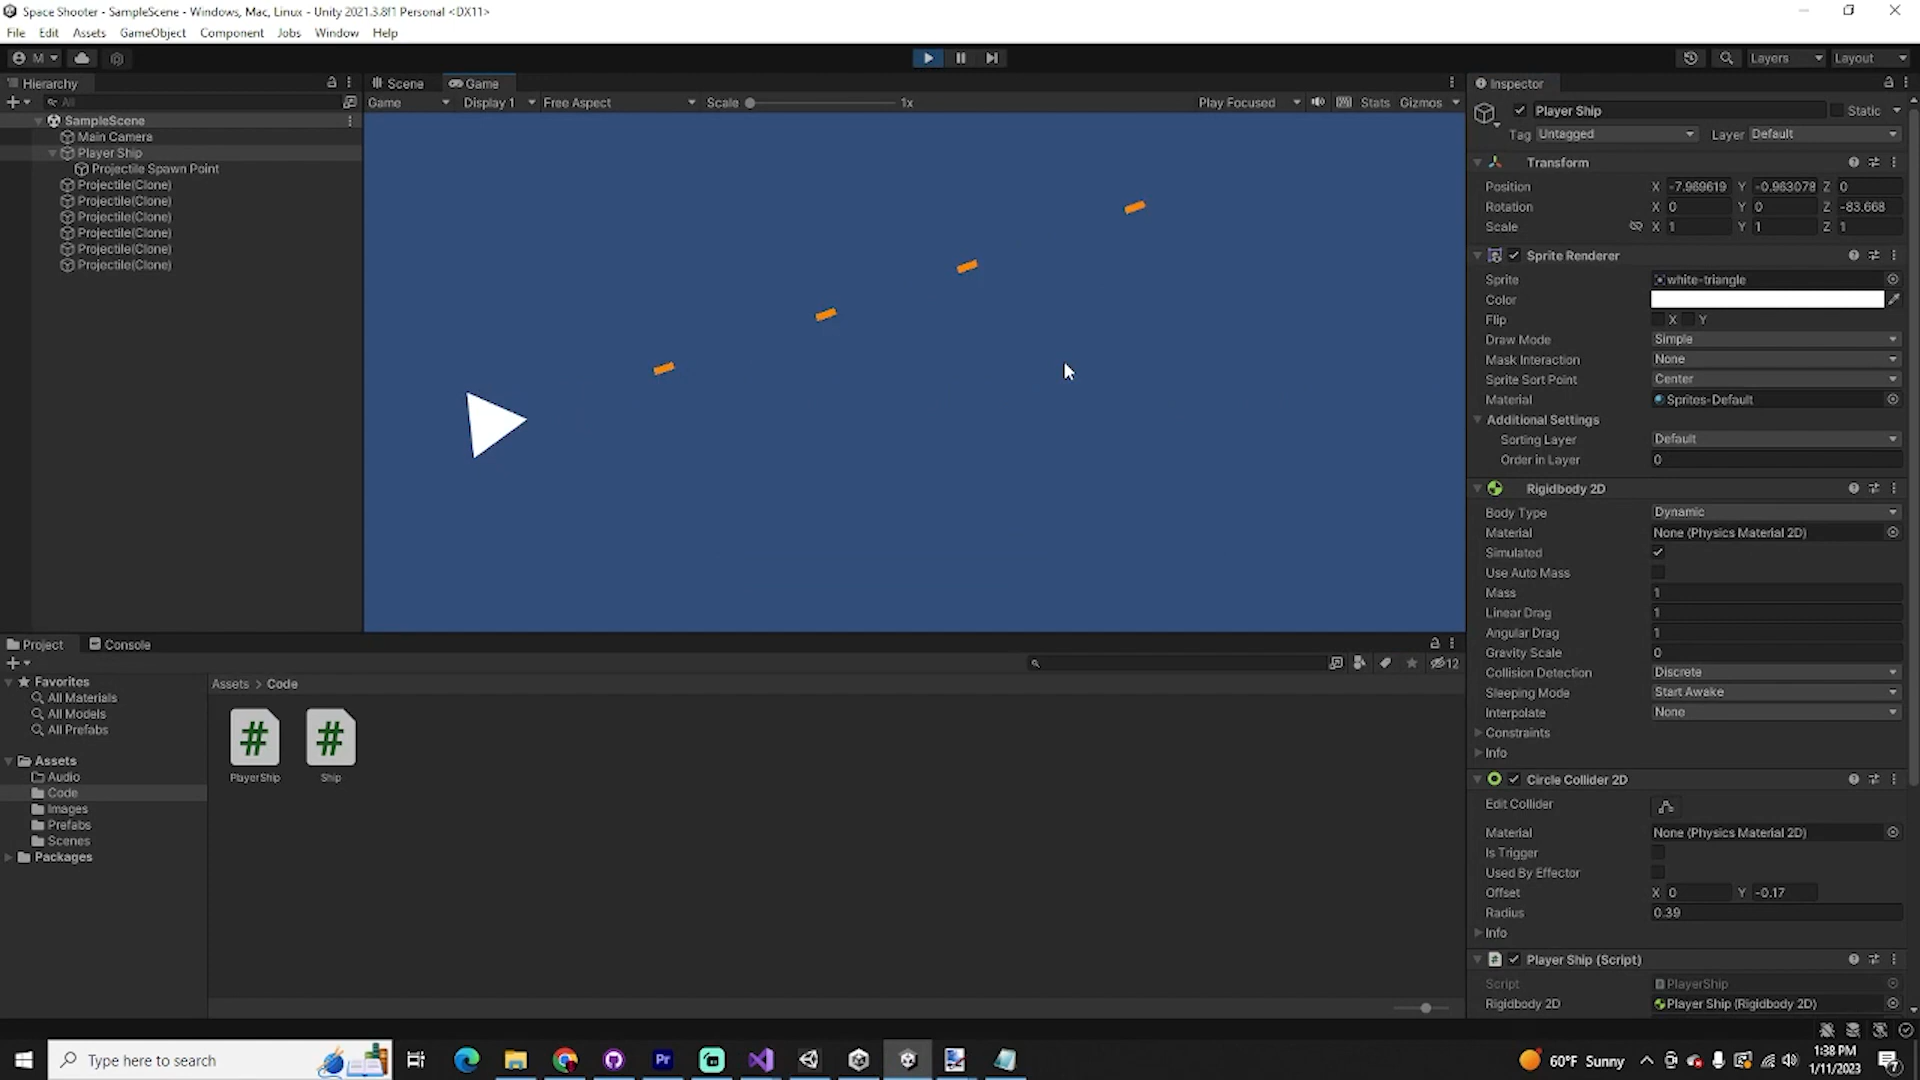 Space Shooter - SampleScene - Windows, Mac, Linux - Unity 2021.3.8f1 Personal <DX11>
File Edit Assets GameObject Component Jobs Window Help
M
Layers Layout
Hierarchy
Scene Game
Inspector
All
Game Display 1 Free Aspect Scale 1x Play Focused Stats Gizmos
SampleScene
Main Camera
Player Ship
Projectile Spawn Point
Projectile(Clone)
Projectile(Clone)
Projectile(Clone)
Projectile(Clone)
Projectile(Clone)
Projectile(Clone)
Player Ship Static
Tag Untagged Layer Default
Transform
Position X -7.969619 Y -0.963078 Z 0
Rotation X 0 Y 0 Z -83.668
Scale X 1 Y 1 Z 1
Sprite Renderer
Sprite white-triangle
Color
Flip X Y
Draw Mode Simple
Mask Interaction None
Sprite Sort Point Center
Material Sprites-Default
Additional Settings
Sorting Layer Default
Order in Layer 0
Rigidbody 2D
Body Type Dynamic
Material None (Physics Material 2D)
Simulated
Use Auto Mass
Mass 1
Linear Drag 1
Angular Drag 1
Gravity Scale 0
Collision Detection Discrete
Sleeping Mode Start Awake
Interpolate None
Constraints
Info
Circle Collider 2D
Edit Collider
Material None (Physics Material 2D)
Is Trigger
Used By Effector
Offset X 0 Y -0.17
Radius 0.39
Info
Player Ship (Script)
Script PlayerShip
Rigidbody 2D Player Ship (Rigidbody 2D)
Project Console
12
Favorites
All Materials
All Models
All Prefabs
Assets
Audio
Code
Images
Prefabs
Scenes
Packages
Assets > Code
# #
PlayerShip Ship
Type here to search
Pr
60°F Sunny
1:38 PM
1/11/2023
7